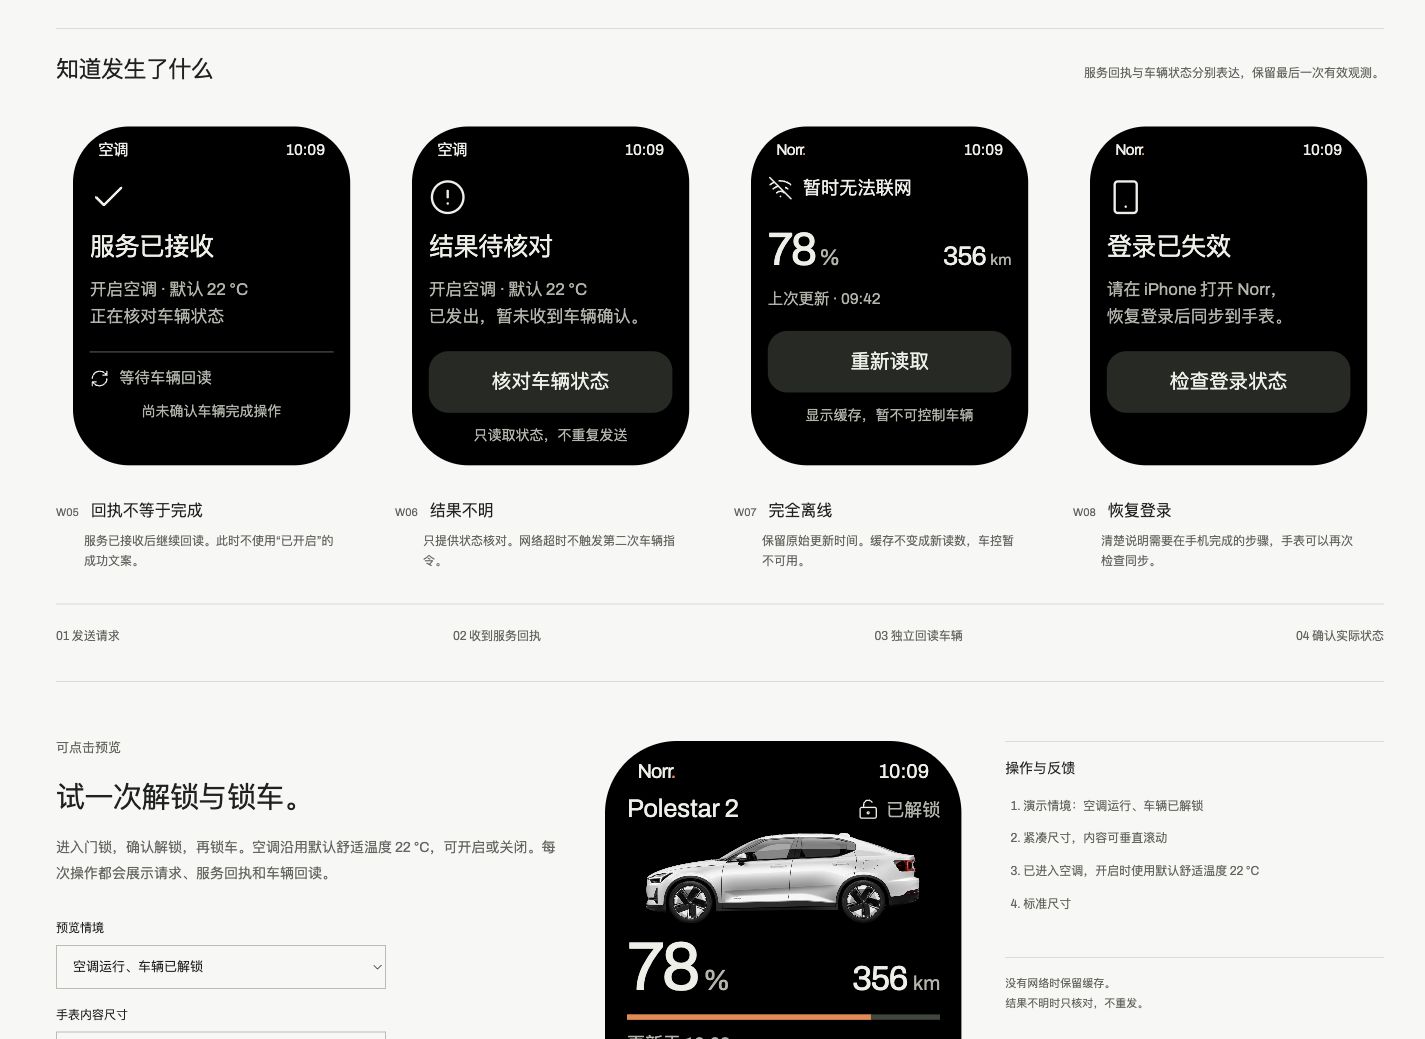 知道发生了什么
服务回执与车辆状态分别表达，保留最后一次有效观测。
空调 10:09
服务已接收
开启空调 · 默认 22 °C
正在核对车辆状态
等待车辆回读
尚未确认车辆完成操作
空调 10:09
结果待核对
开启空调 · 默认 22 °C
已发出，暂未收到车辆确认。
核对车辆状态
只读取状态，不重复发送
Norr. 10:09
暂时无法联网
78 % 356 km
上次更新 · 09:42
重新读取
显示缓存，暂不可控制车辆
Norr. 10:09
登录已失效
请在 iPhone 打开 Norr，
恢复登录后同步到手表。
检查登录状态
W05 回执不等于完成
服务已接收后继续回读。此时不使用“已开启”的
成功文案。
W06 结果不明
只提供状态核对。网络超时不触发第二次车辆指
令。
W07 完全离线
保留原始更新时间。缓存不变成新读数，车控暂
不可用。
W08 恢复登录
清楚说明需要在手机完成的步骤，手表可以再次
检查同步。
01 发送请求
02 收到服务回执
03 独立回读车辆
04 确认实际状态
可点击预览
试一次解锁与锁车。
进入门锁，确认解锁，再锁车。空调沿用默认舒适温度 22 °C，可开启或关闭。每
次操作都会展示请求、服务回执和车辆回读。
预览情境
空调运行、车辆已解锁
手表内容尺寸
Norr. 10:09
Polestar 2 已解锁
78 % 356 km
操作与反馈
1. 演示情境：空调运行、车辆已解锁
2. 紧凑尺寸，内容可垂直滚动
3. 已进入空调，开启时使用默认舒适温度 22 °C
4. 标准尺寸
没有网络时保留缓存。
结果不明时只核对，不重发。